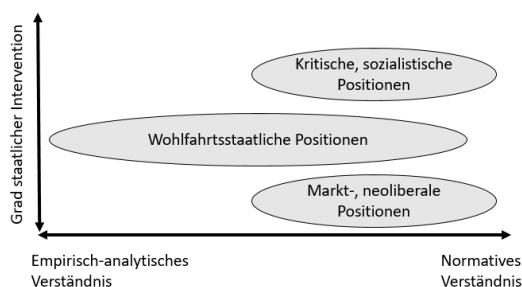 Grad staatlicher Intervention
Kritische, sozialistische
Positionen
Wohlfahrtsstaatliche Positionen
Markt-, neoliberale
Positionen
Empirisch-analytisches
Verständnis
Normatives
Verständnis